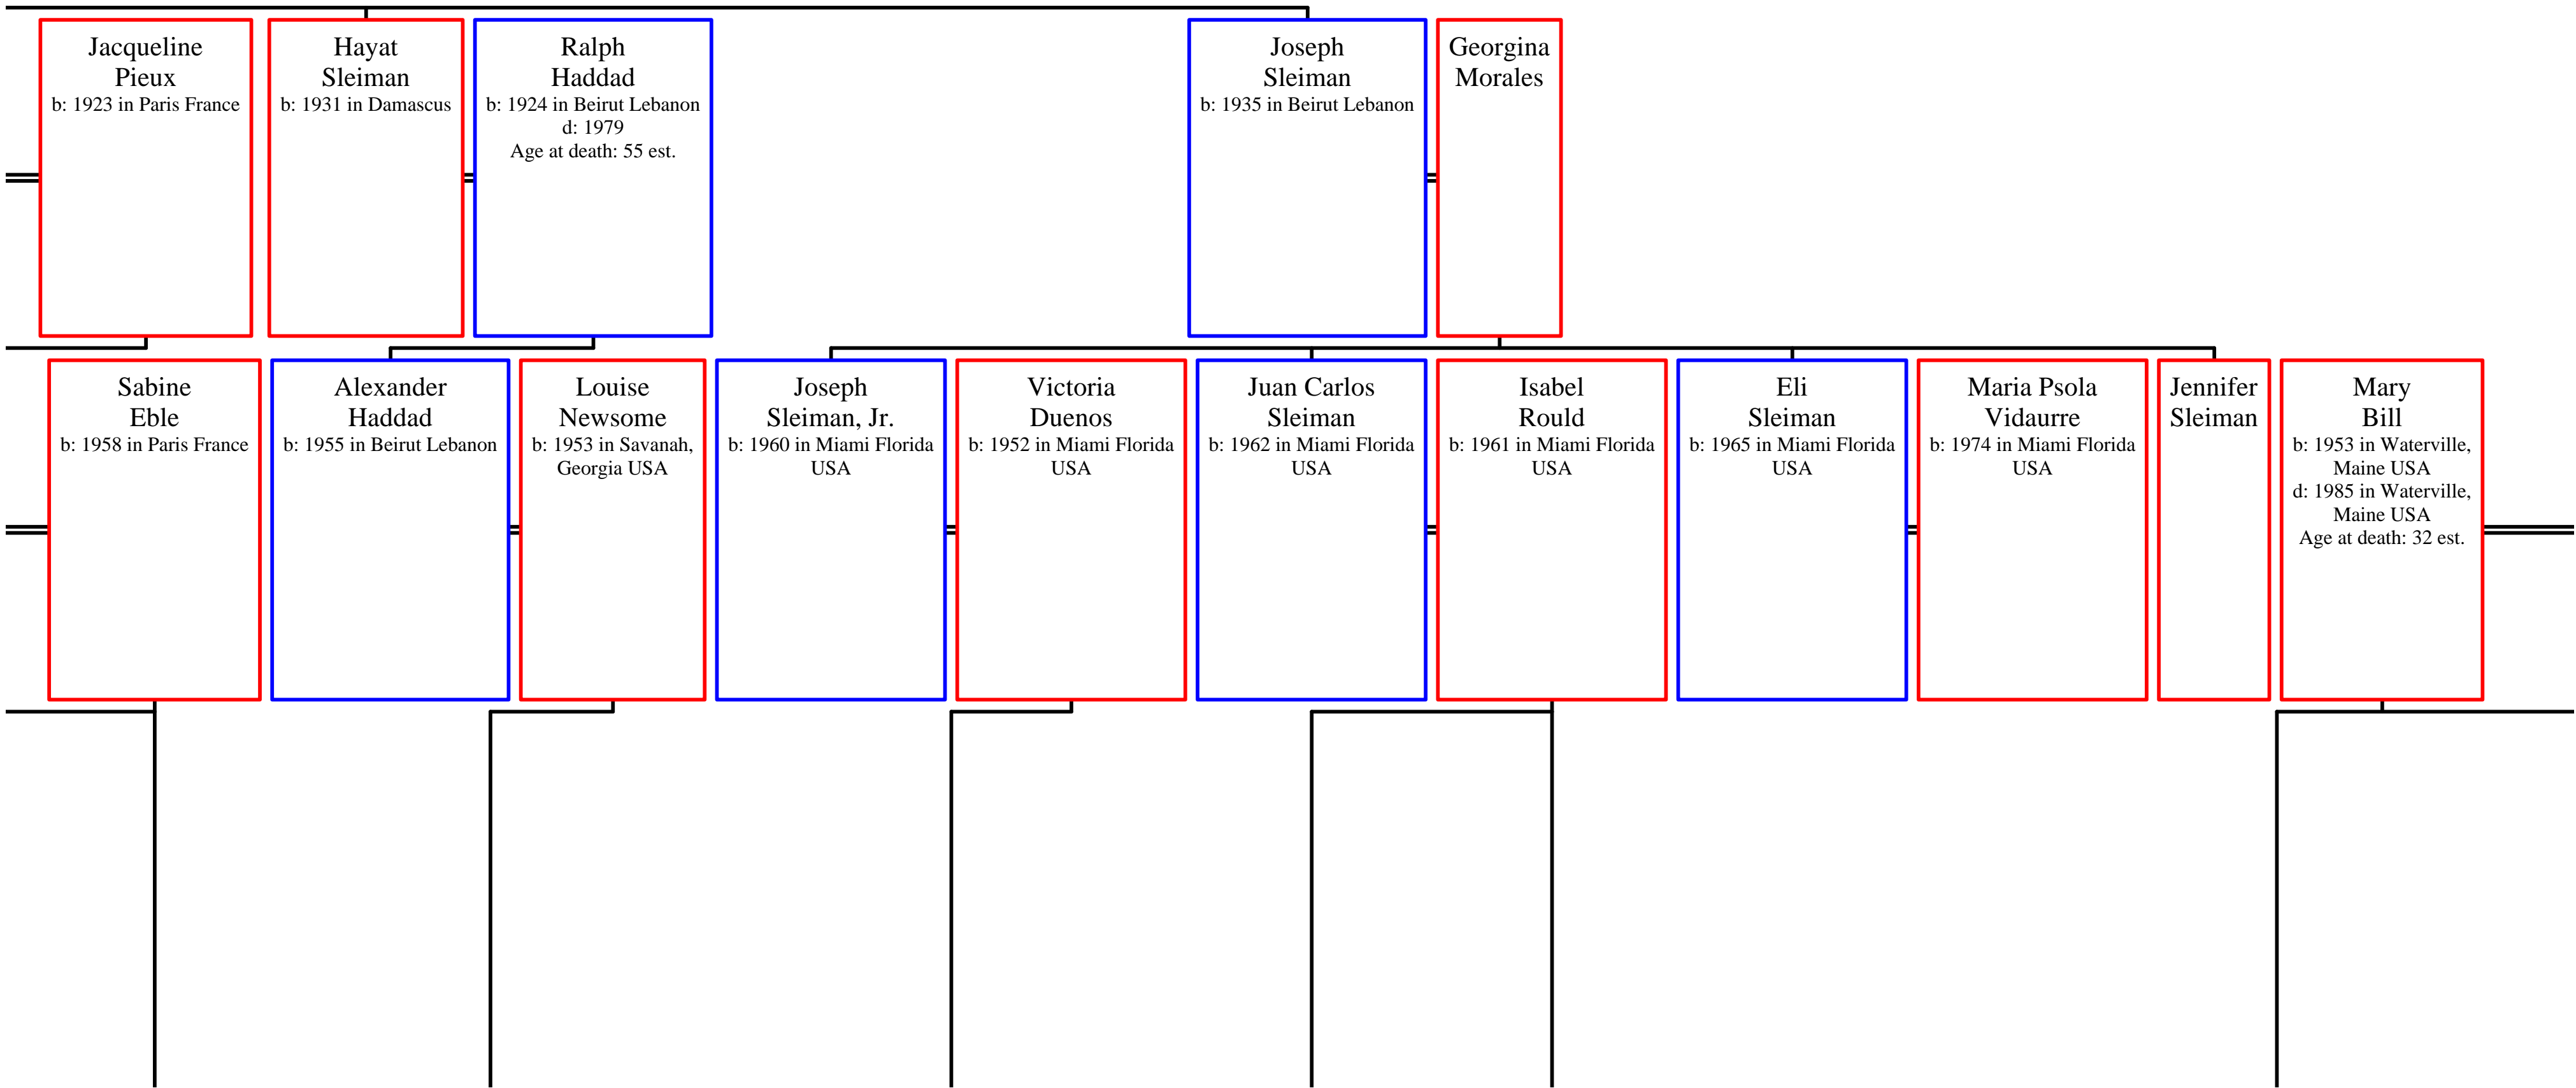 Jacqueline
Pieux
b: 1923 in Paris France
Hayat
Sleiman
b: 1931 in Damascus
Ralph
Haddad
b: 1924 in Beirut Lebanon
d: 1979
Age at death: 55 est.
Joseph
Sleiman
b: 1935 in Beirut Lebanon
Georgina
Morales
Sabine
Eble
b: 1958 in Paris France
Alexander
Haddad
b: 1955 in Beirut Lebanon
Louise
Newsome
b: 1953 in Savanah,
Georgia USA
Joseph
Sleiman, Jr.
b: 1960 in Miami Florida
USA
Victoria
Duenos
b: 1952 in Miami Florida
USA
Juan Carlos
Sleiman
b: 1962 in Miami Florida
USA
Isabel
Rould
b: 1961 in Miami Florida
USA
Eli
Sleiman
b: 1965 in Miami Florida
USA
Maria Psola
Vidaurre
b: 1974 in Miami Florida
USA
Jennifer
Sleiman
Mary
Bill
b: 1953 in Waterville,
Maine USA
d: 1985 in Waterville,
Maine USA
Age at death: 32 est.